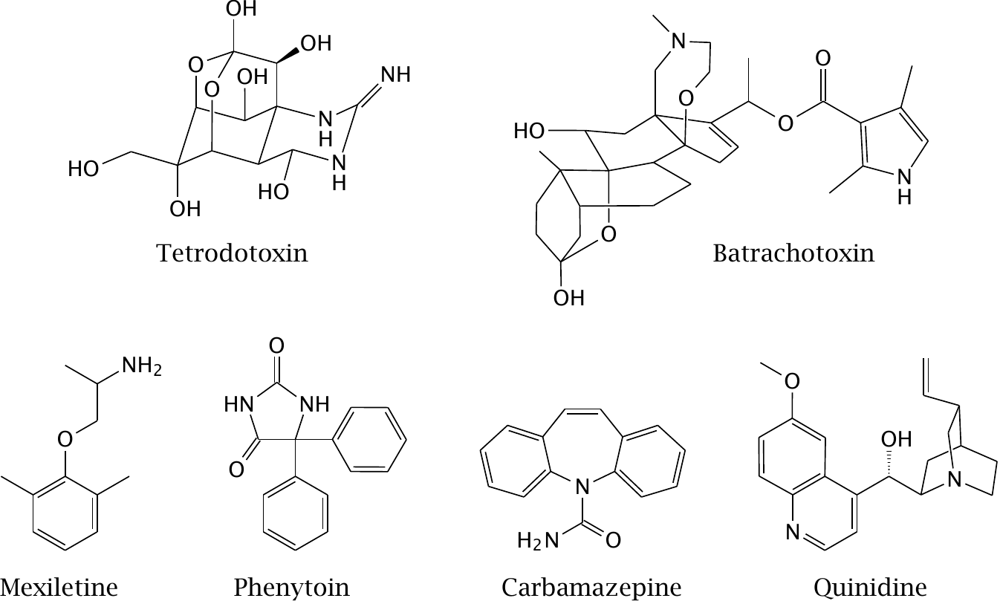 OH
OH
O
OH
O
NH
N
H
N
H
HO
OH
HO
Tetrodotoxin
N
O
O
O
HO
N
H
O
OH
Batrachotoxin
NH2
O
Mexiletine
O
HN
NH
O
Phenytoin
N
H2N
O
Carbamazepine
O
OH
N
N
Quinidine